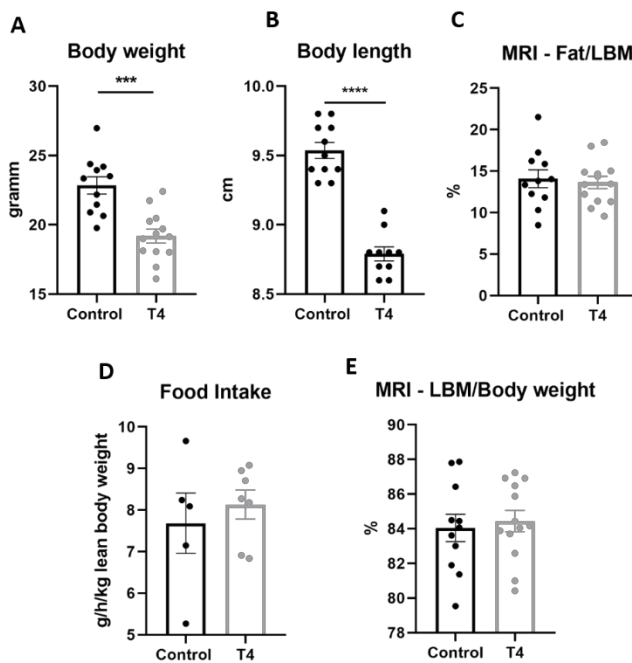 A
Body weight
***
gramm
30
25
20
15
Control T4
B
Body length
****
cm
10.0
9.5
9.0
8.5
Control T4
C
MRI - Fat/LBM
%
25
20
15
10
5
0
Control T4
D
Food Intake
g/h/kg lean body weight
10
9
8
7
6
5
Control T4
E
MRI - LBM/Body weight
%
90
88
86
84
82
80
78
Control T4